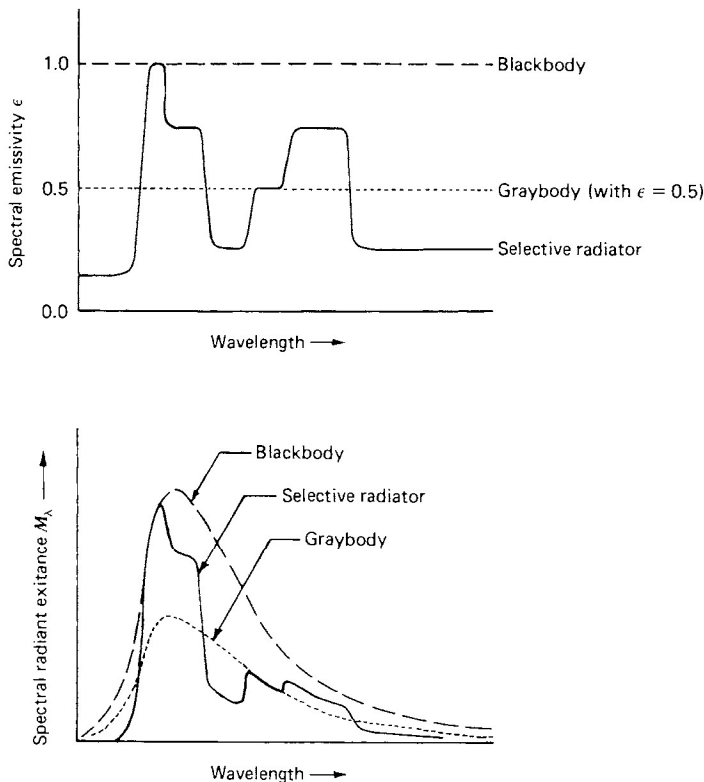 Spectral emissivity ϵ
1.0
0.5
0.0
Blackbody
Graybody (with ϵ = 0.5)
Selective radiator
Wavelength →
Spectral radiant exitance Mλ →
Blackbody
Selective radiator
Graybody
Wavelength →